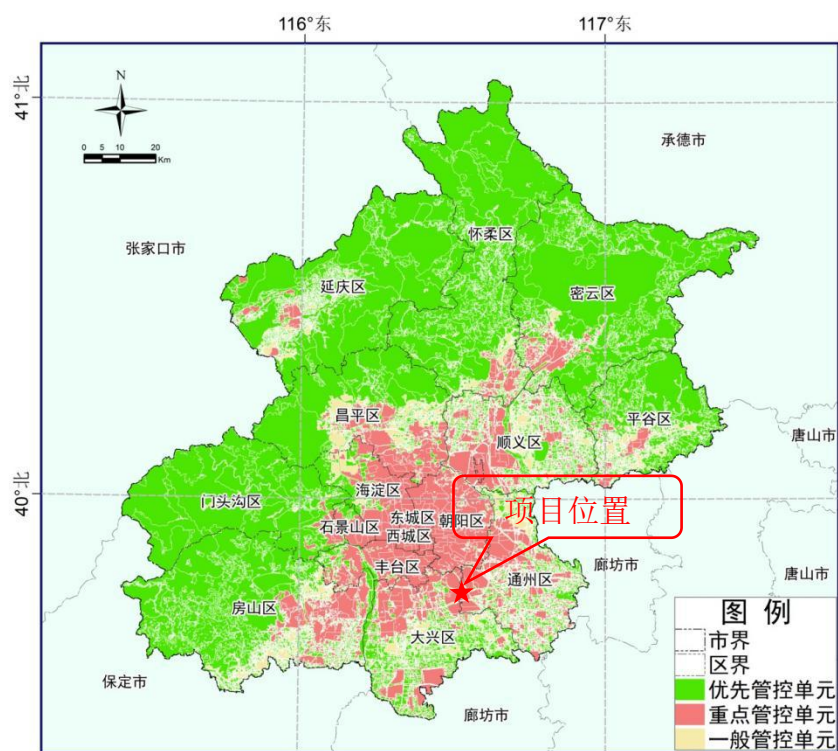 116°东
117°东
41°北
N
0 5 10 20
Km
承德市
怀柔区
张家口市
延庆区
密云区
昌平区
平谷区
顺义区
唐山市
40°北
海淀区
门头沟区
项目位置
东城区
朝阳区
石景山区
西城区
丰台区
廊坊市
通州区
唐山市
房山区
大兴区
保定市
廊坊市
图 例
市界
区界
优先管控单元
重点管控单元
一般管控单元